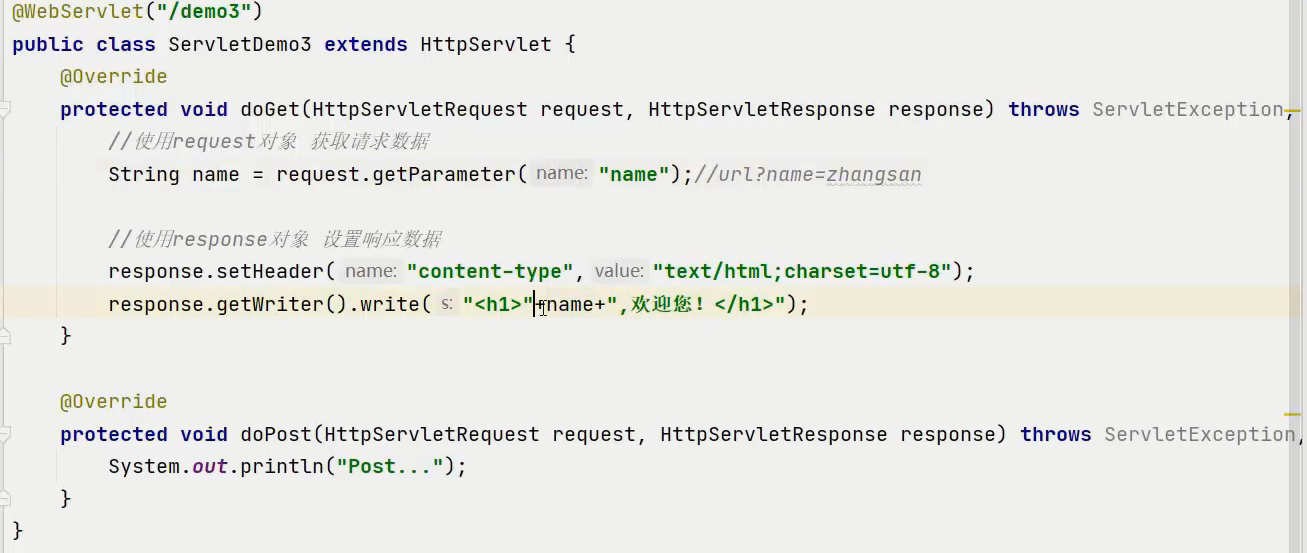 @WebServlet("/demo3")
public class ServletDemo3 extends HttpServlet {
@Override
protected void doGet(HttpServletRequest request, HttpServletResponse response) throws ServletException,
//使用request对象 获取请求数据
String name = request.getParameter( name: "name");//url?name=zhangsan
//使用response对象 设置响应数据
response.setHeader( name: "content-type", value: "text/html;charset=utf-8");
response.getWriter().write( s: "<h1>"+name+",欢迎您！</h1>");
}
@Override
protected void doPost(HttpServletRequest request, HttpServletResponse response) throws ServletException,
System.out.println("Post...");
}
}